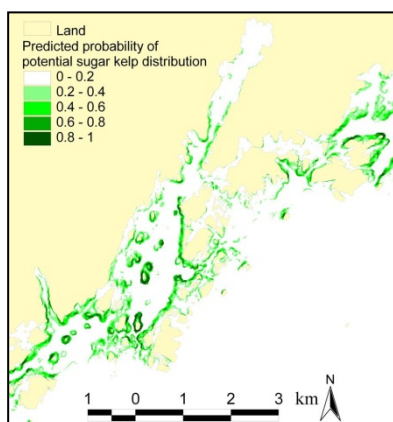 Land
Predicted probability of
potential sugar kelp distribution
0 - 0.2
0.2 - 0.4
0.4 - 0.6
0.6 - 0.8
0.8 - 1
1 0 1 2 3 km
N